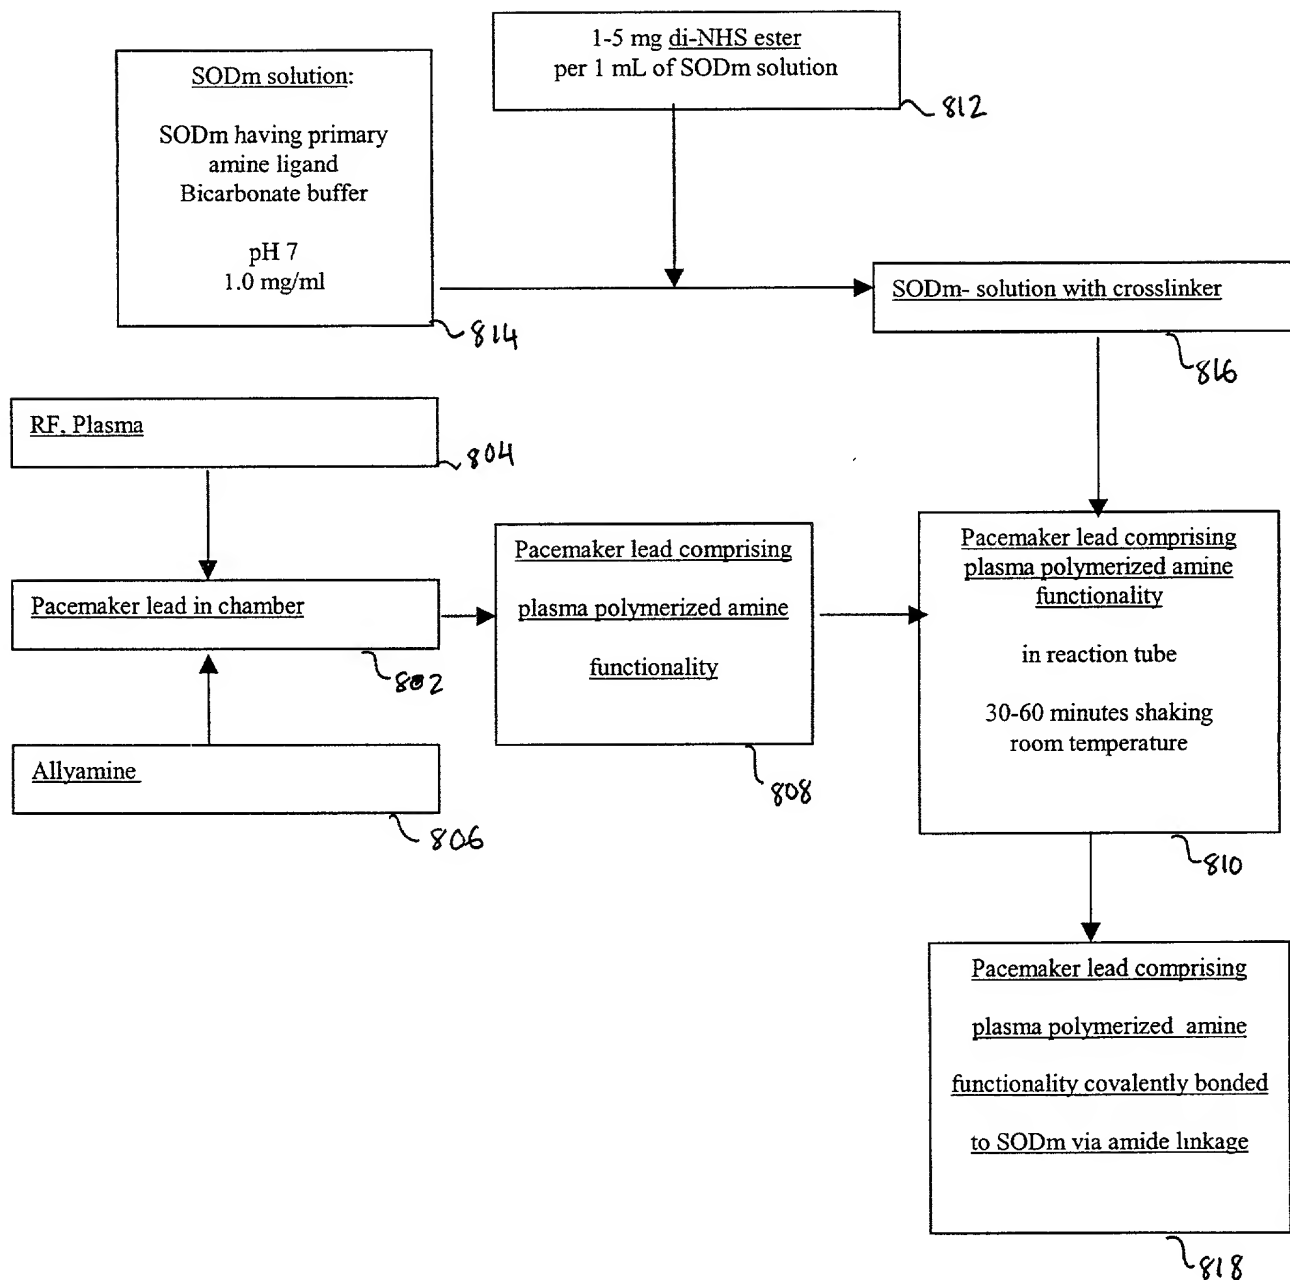 1-5 mg di-NHS ester
per 1 mL of SODm solution
812
SODm solution:
SODm having primary
amine ligand
Bicarbonate buffer
pH 7
1.0 mg/ml
814
SODm- solution with crosslinker
816
RF. Plasma
804
Pacemaker lead in chamber
802
Allyamine
806
Pacemaker lead comprising
plasma polymerized amine
functionality
808
Pacemaker lead comprising
plasma polymerized amine
functionality
in reaction tube
30-60 minutes shaking
room temperature
810
Pacemaker lead comprising
plasma polymerized amine
functionality covalently bonded
to SODm via amide linkage
818